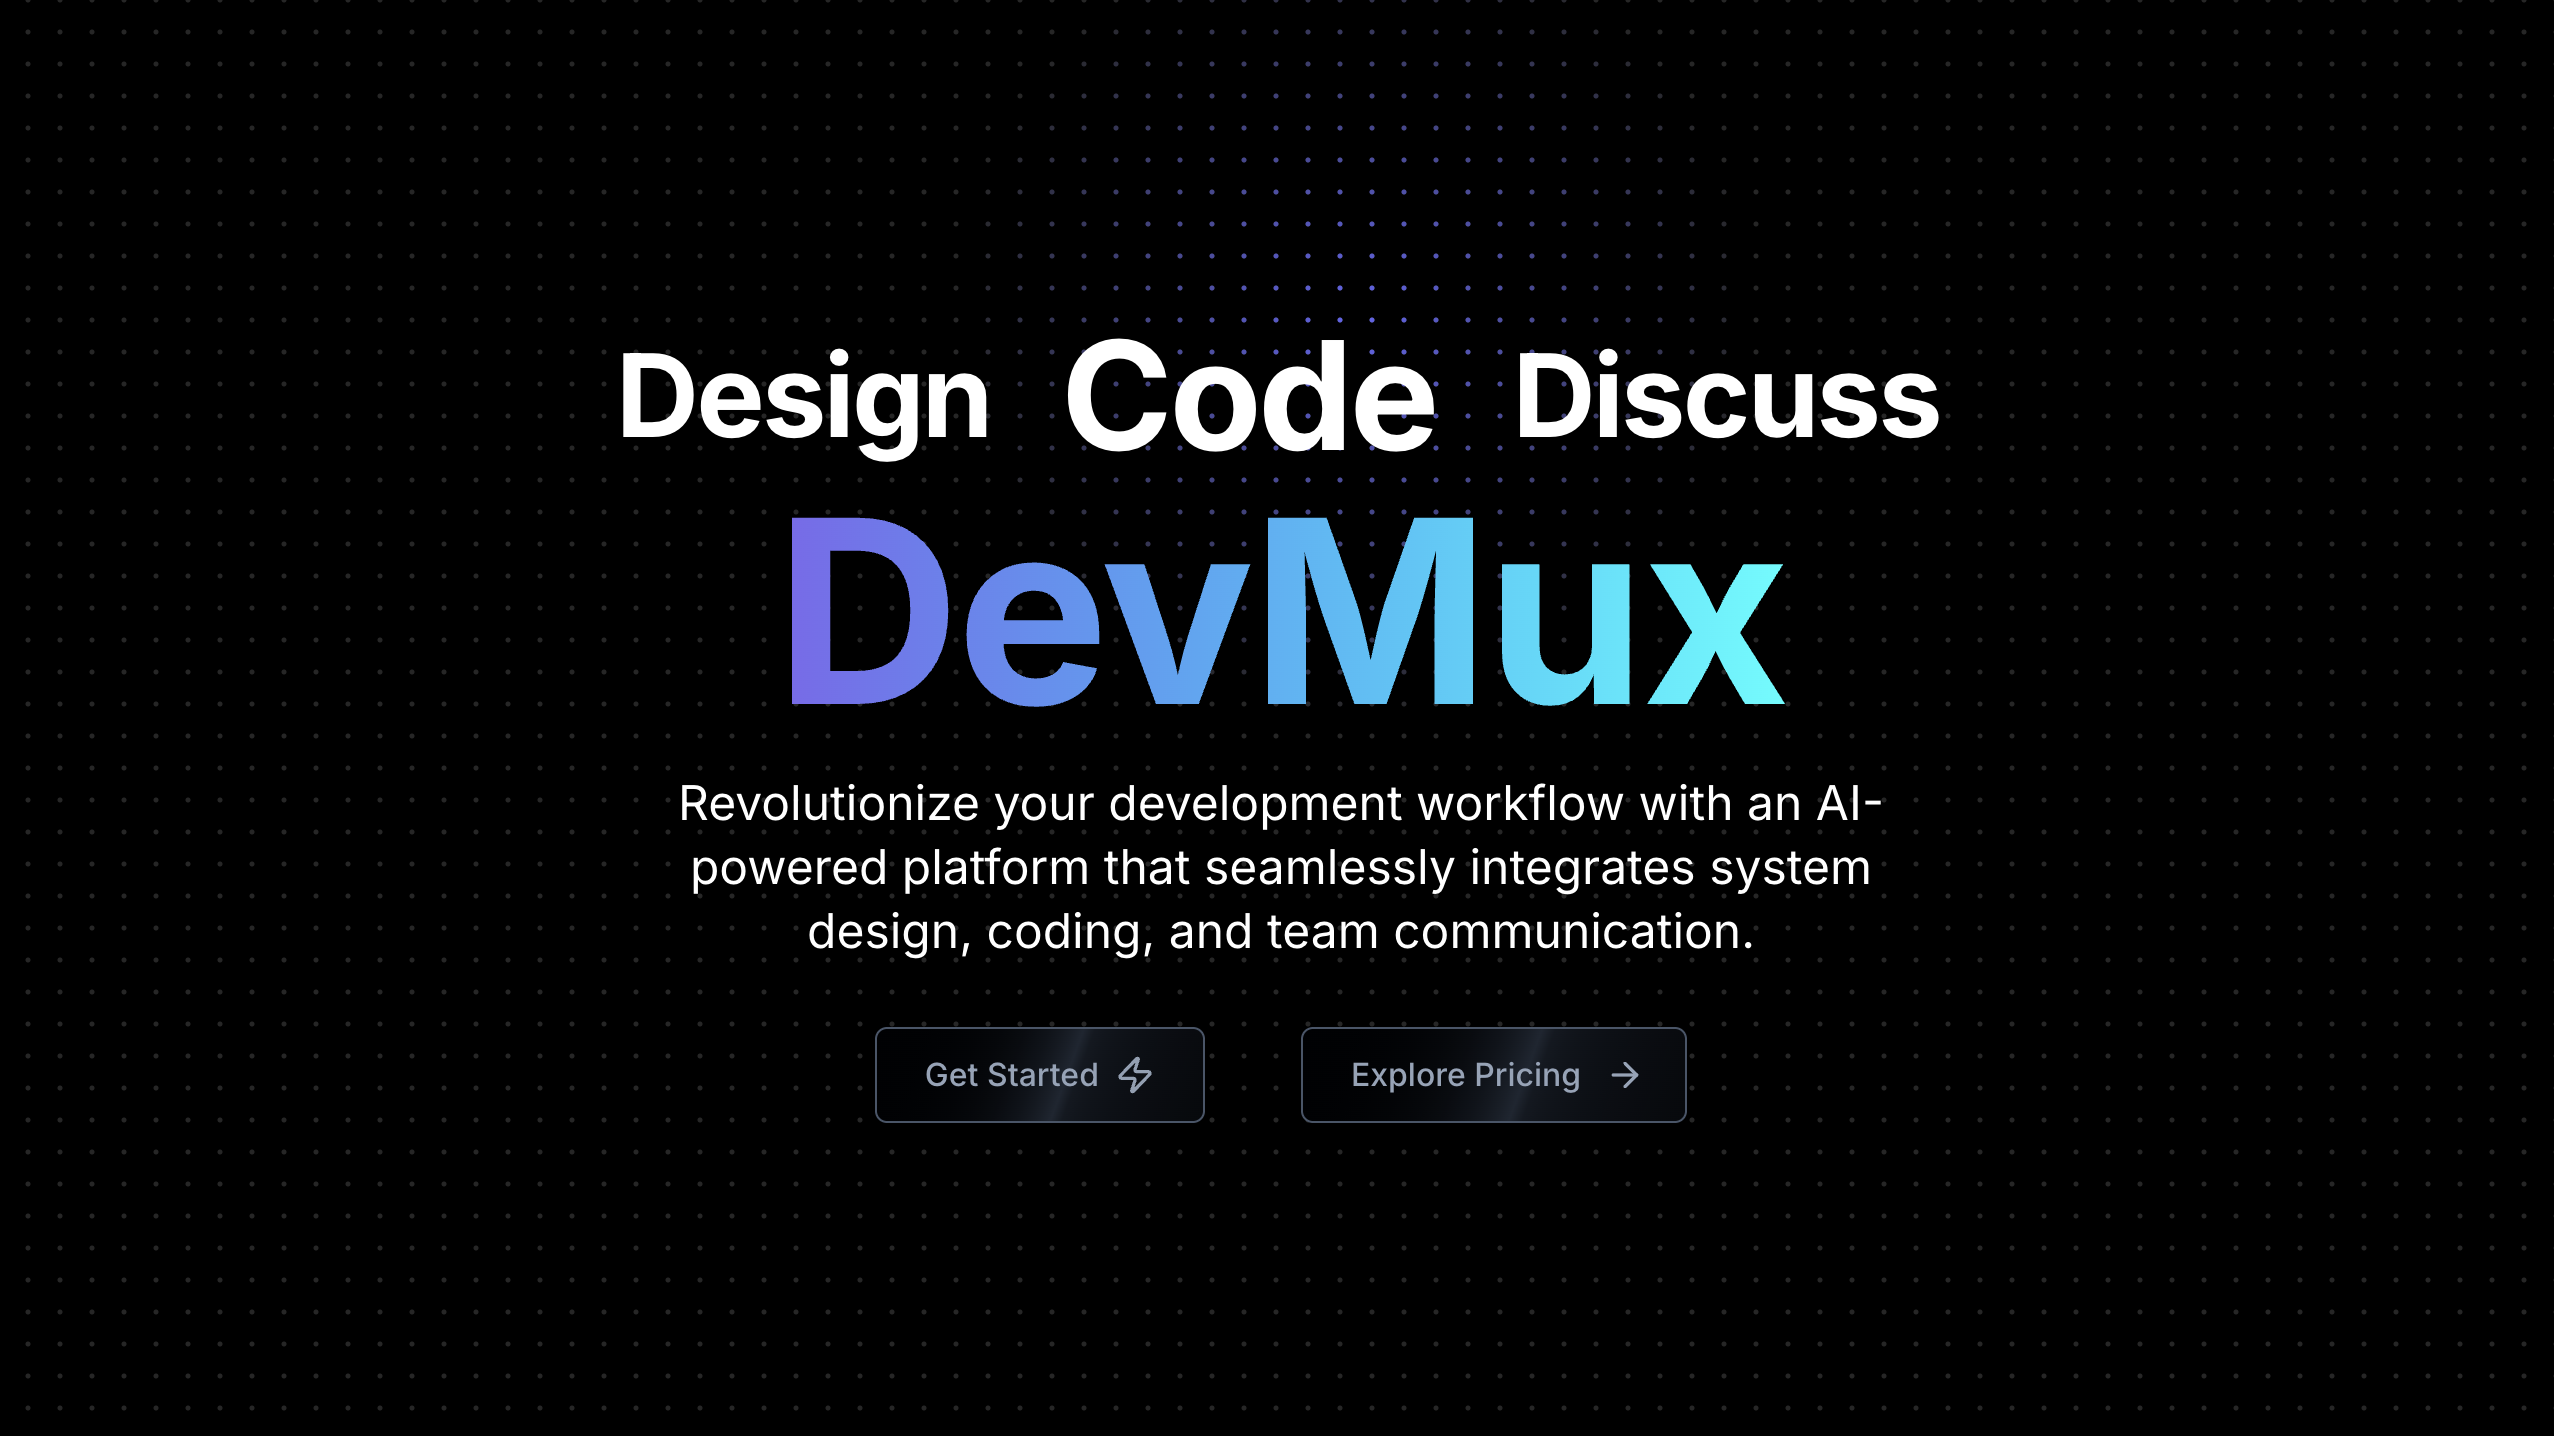 Design Code Discuss
DevMux
Revolutionize your development workflow with an AI-
powered platform that seamlessly integrates system
design, coding, and team communication.
Get Started
Explore Pricing